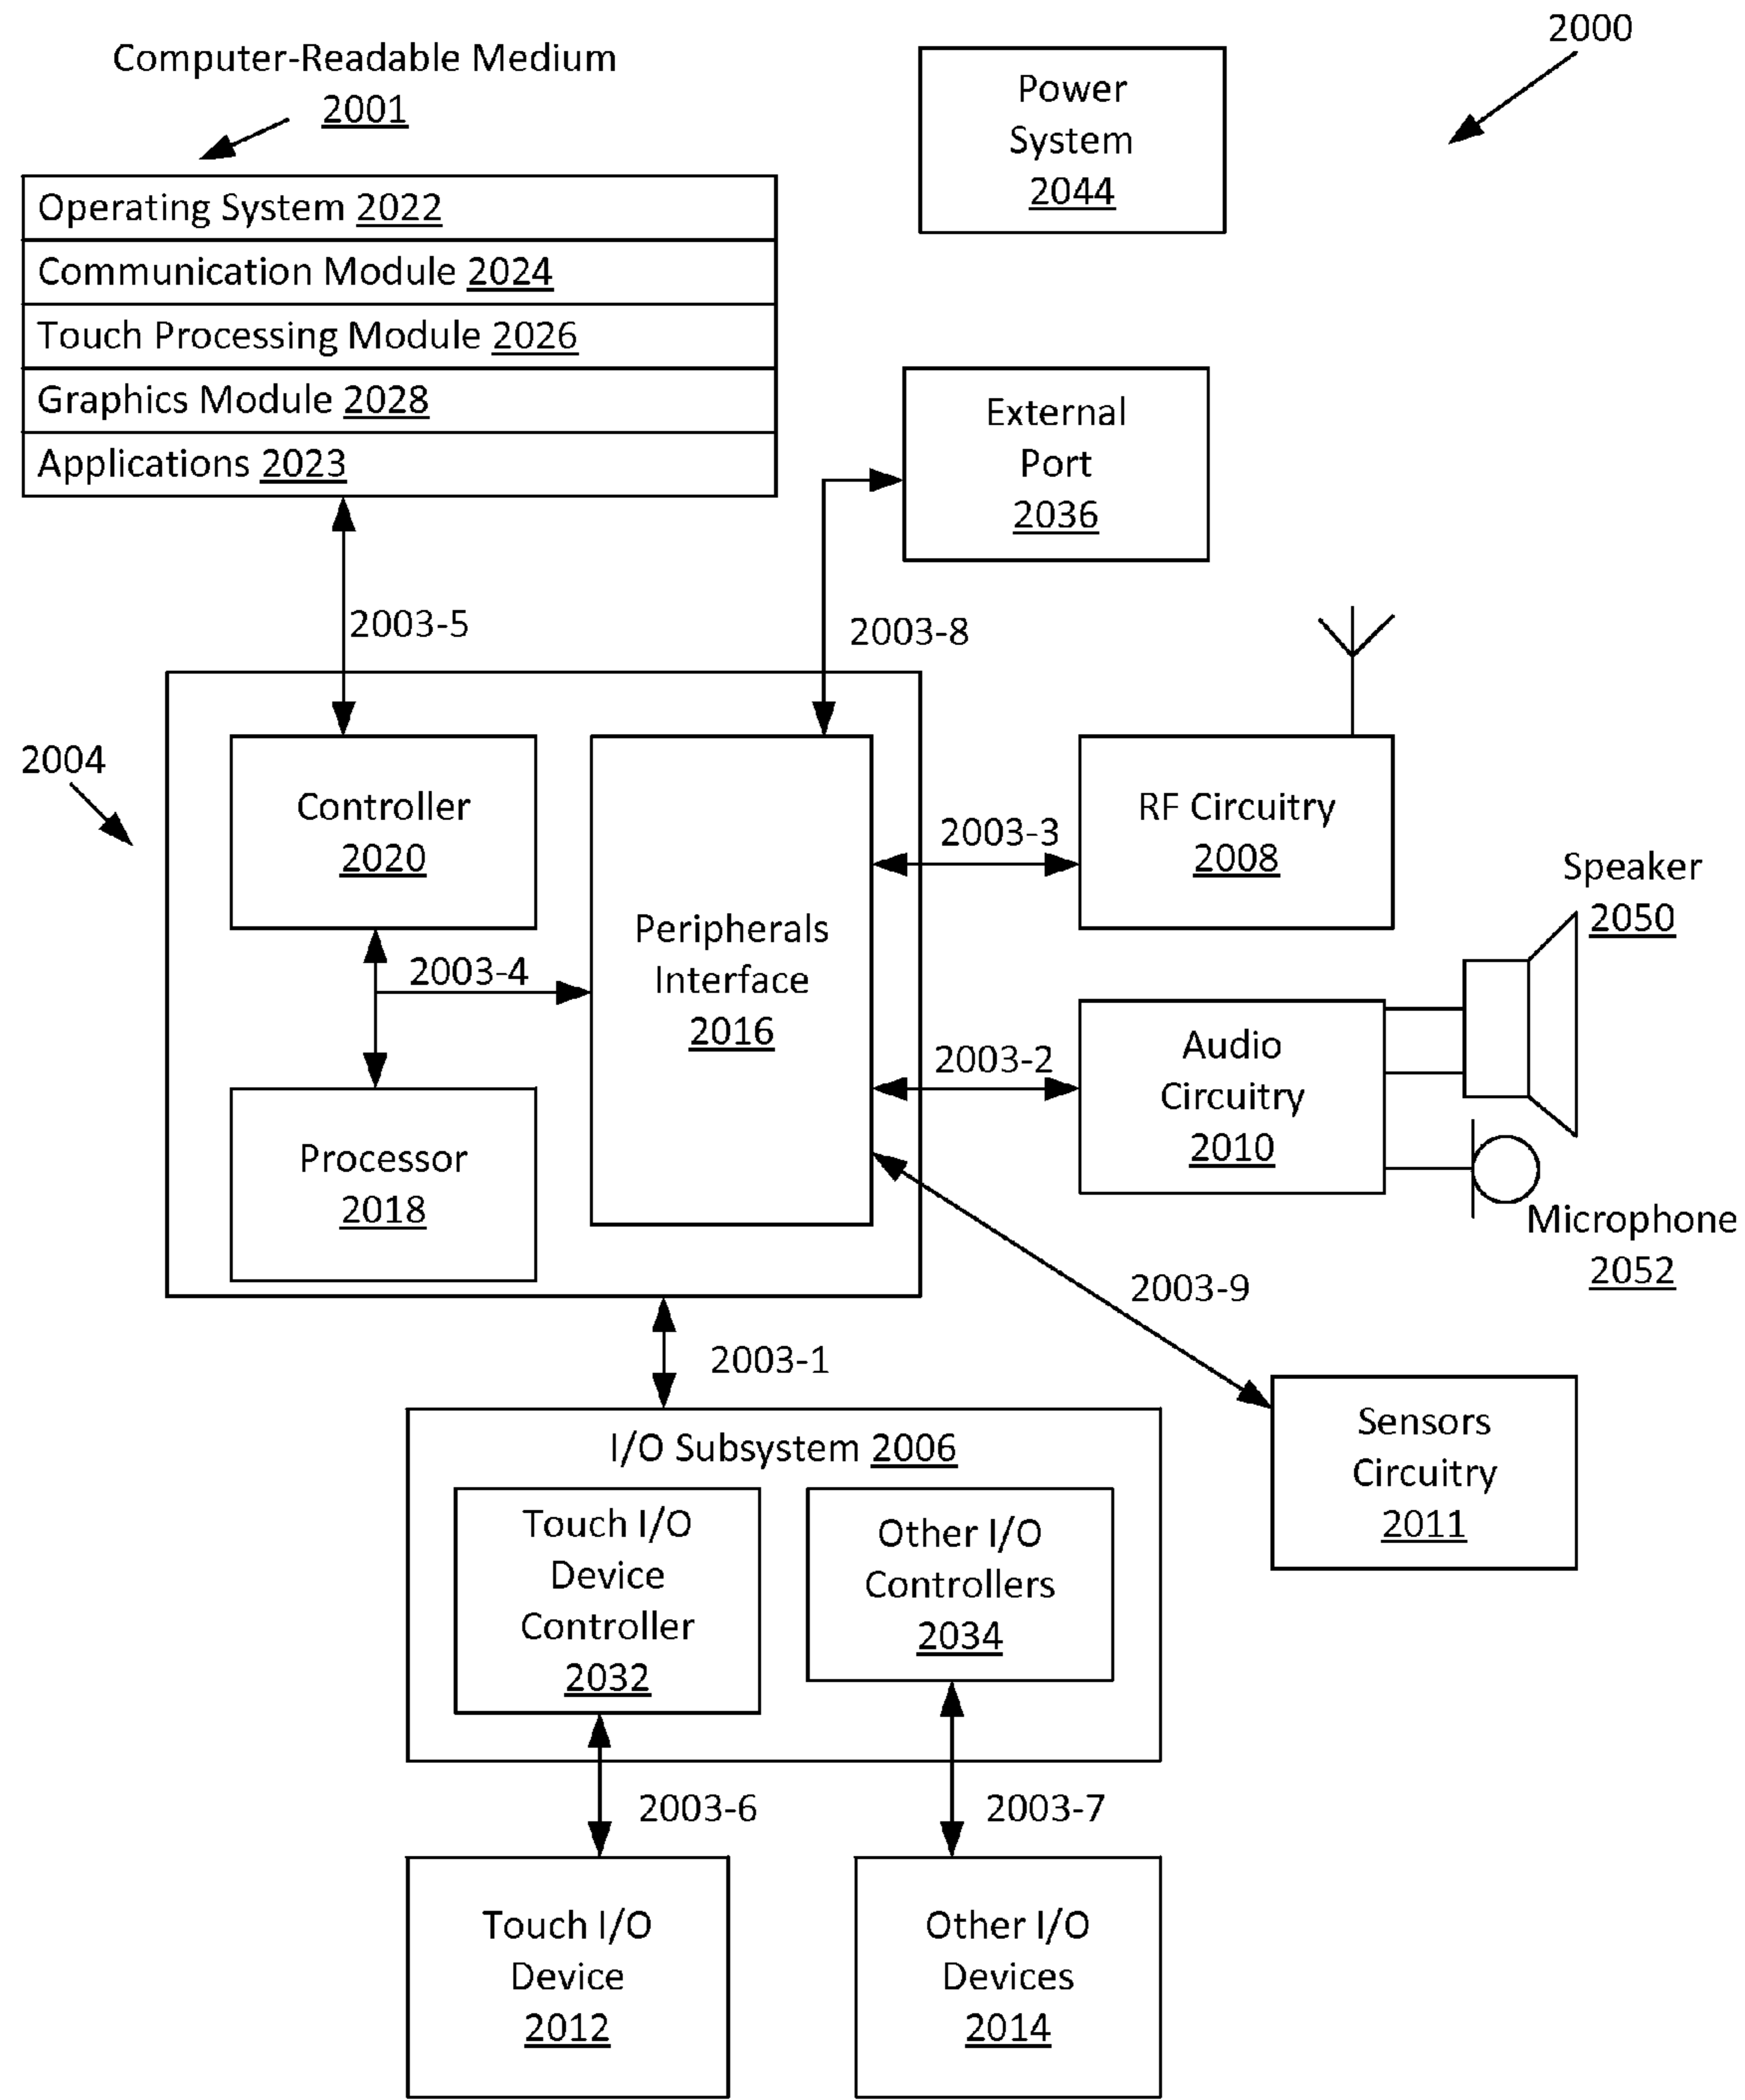 2000
Computer-Readable Medium
2001
Power
System
2044
Operating System 2022
Communication Module 2024
Touch Processing Module 2026
Graphics Module 2028
Applications 2023
External
Port
2036
2003-5
2003-8
2004
Controller
2020
Peripherals
Interface
2016
2003-4
Processor
2018
2003-3
RF Circuitry
2008
Speaker
2050
2003-2
Audio
Circuitry
2010
Microphone
2052
2003-9
2003-1
Sensors
Circuitry
2011
I/O Subsystem 2006
Touch I/O
Device
Controller
2032
Other I/O
Controllers
2034
2003-6
2003-7
Touch I/O
Device
2012
Other I/O
Devices
2014